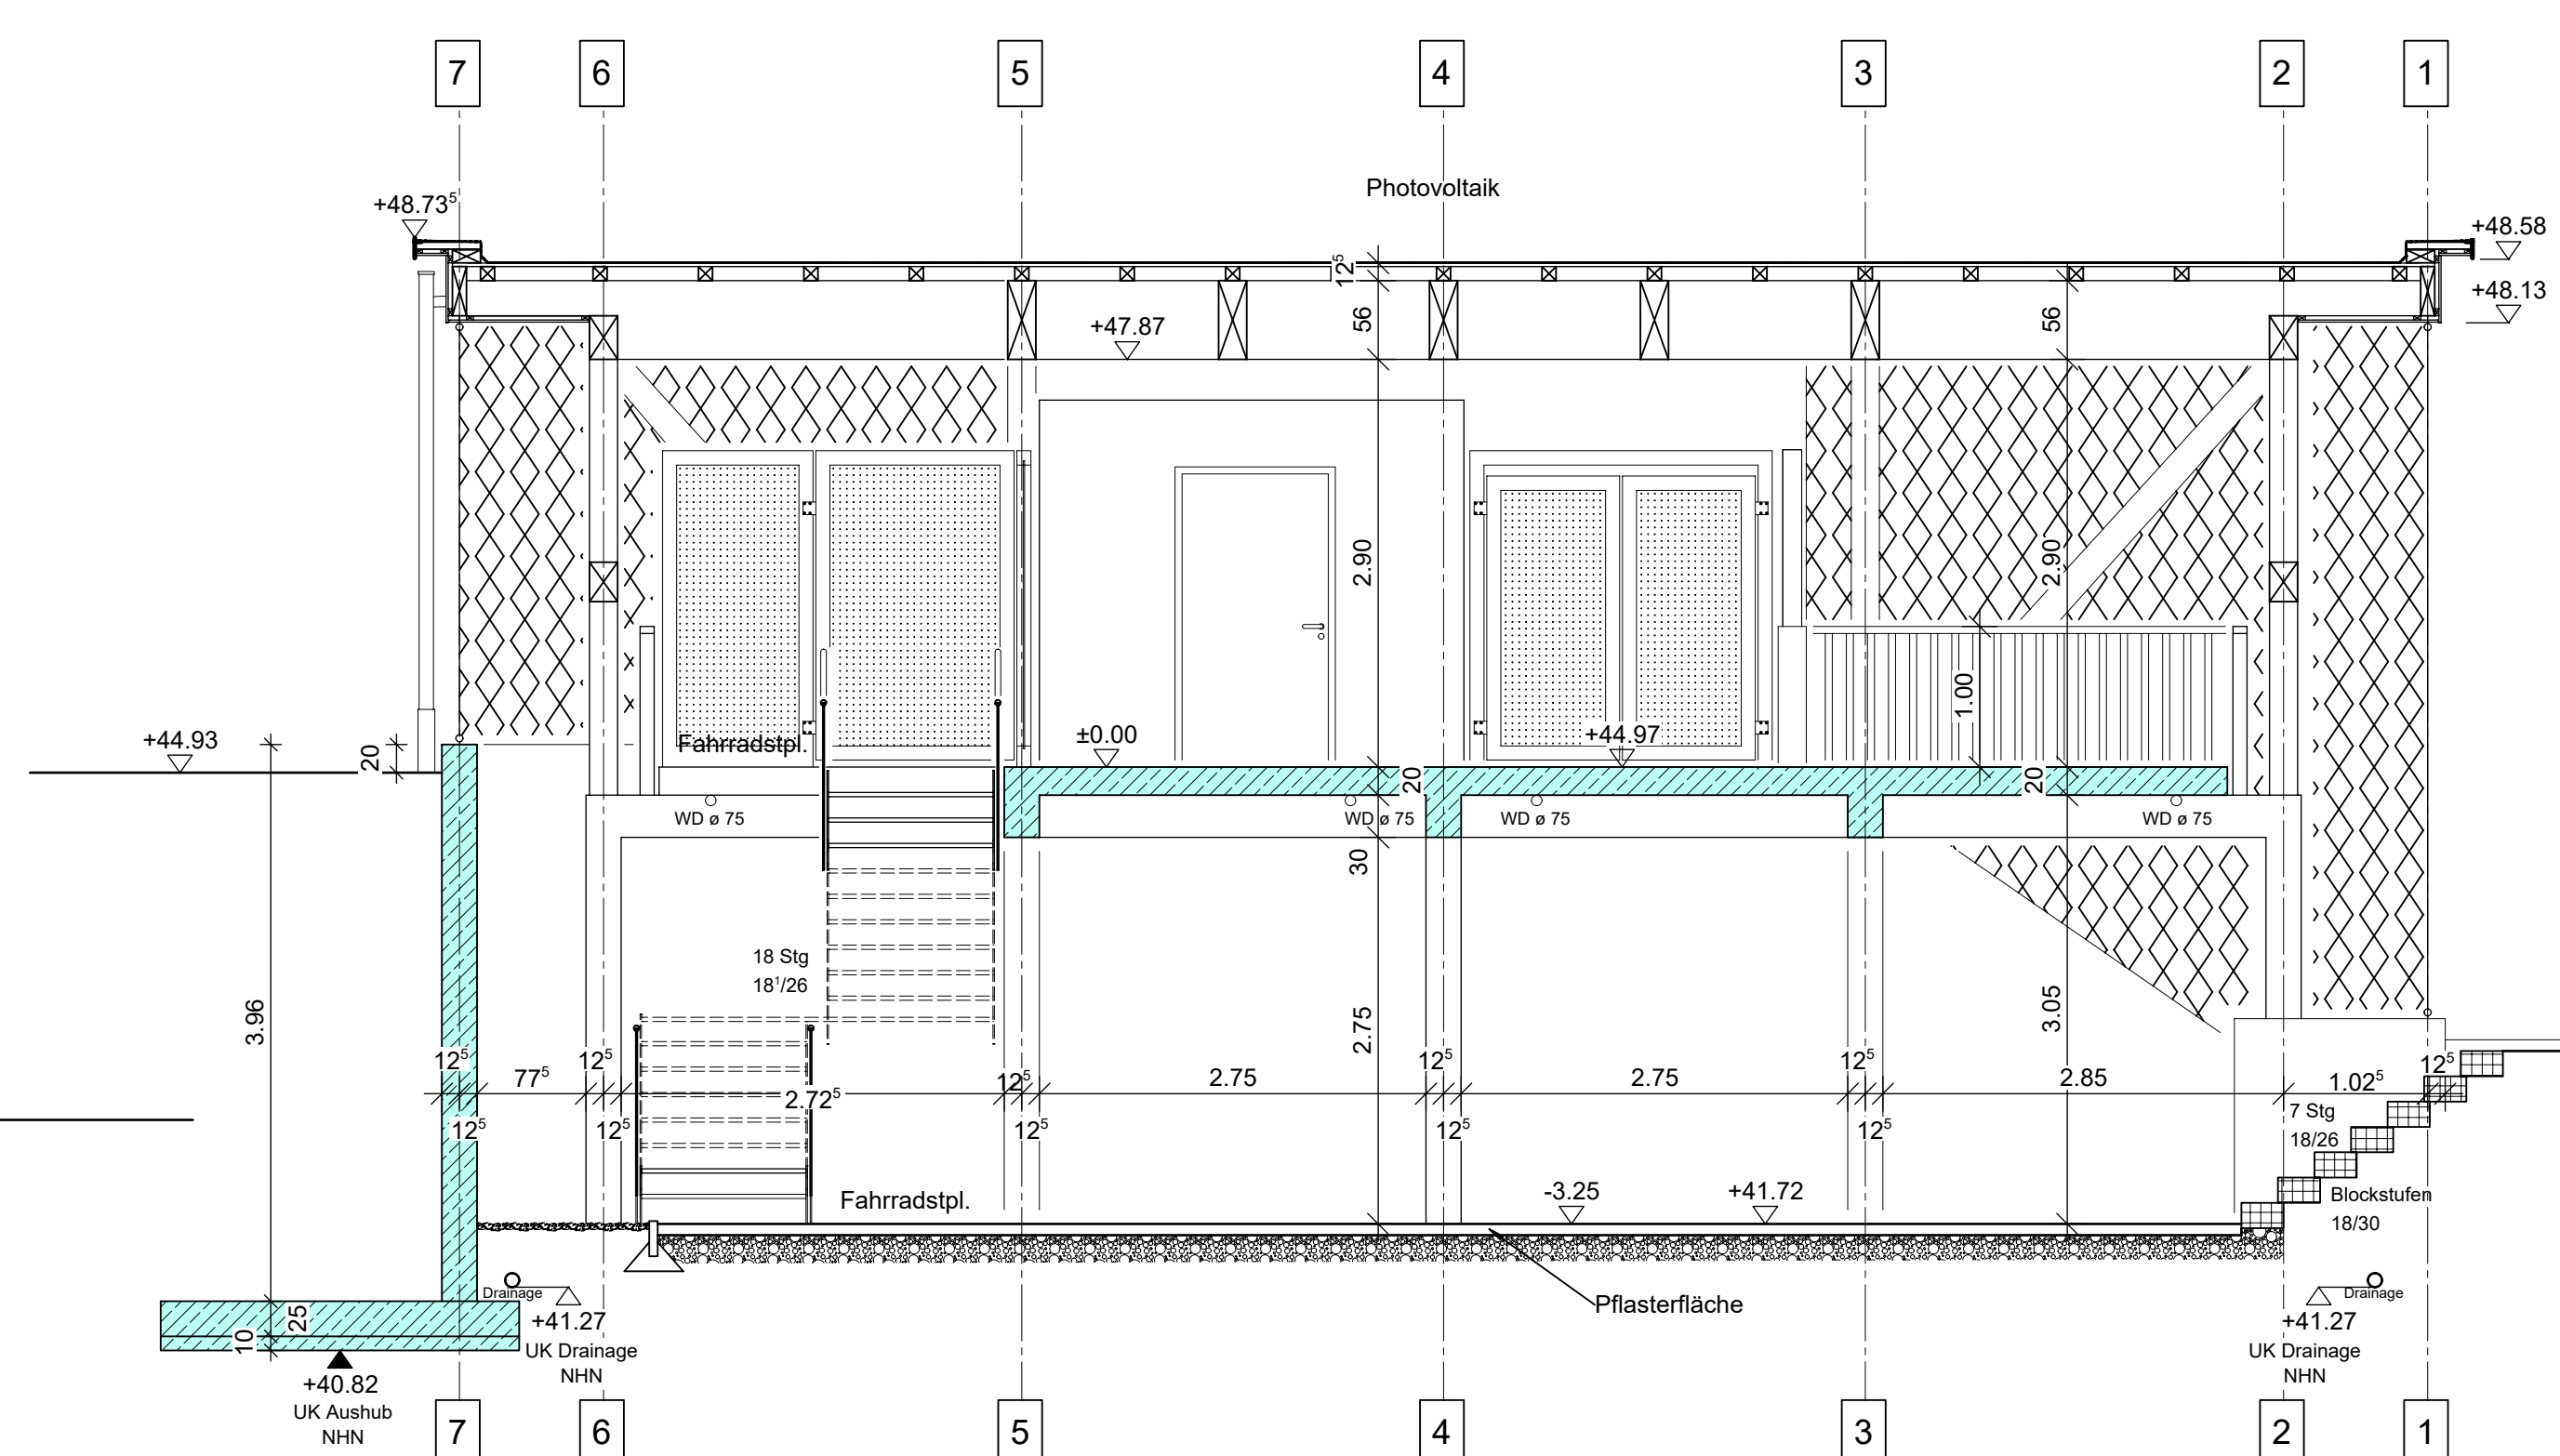 7 6 5 4 3 2 1
Photovoltaik
+48.73⁵
+48.58
12⁵
+48.13
56
56
+47.87
2.90
2.90
1.00
+44.93
20
Fahrradstpl.
±0.00
+44.97
20
20
WD ø 75
WD ø 75
WD ø 75
WD ø 75
30
18 Stg
18¹/26
3.96
2.75
3.05
12⁵
77⁵
12⁵
2.72⁵
12⁵
2.75
12⁵
2.75
12⁵
2.85
1.02⁵
12⁵
12⁵
12⁵
12⁵
12⁵
12⁵
7 Stg
18/26
Fahrradstpl.
-3.25
+41.72
Blockstufen
18/30
Drainage
+41.27
UK Drainage
NHN
Pflasterfläche
Drainage
+41.27
UK Drainage
NHN
25
10
+40.82
UK Aushub
NHN
7 6 5 4 3 2 1